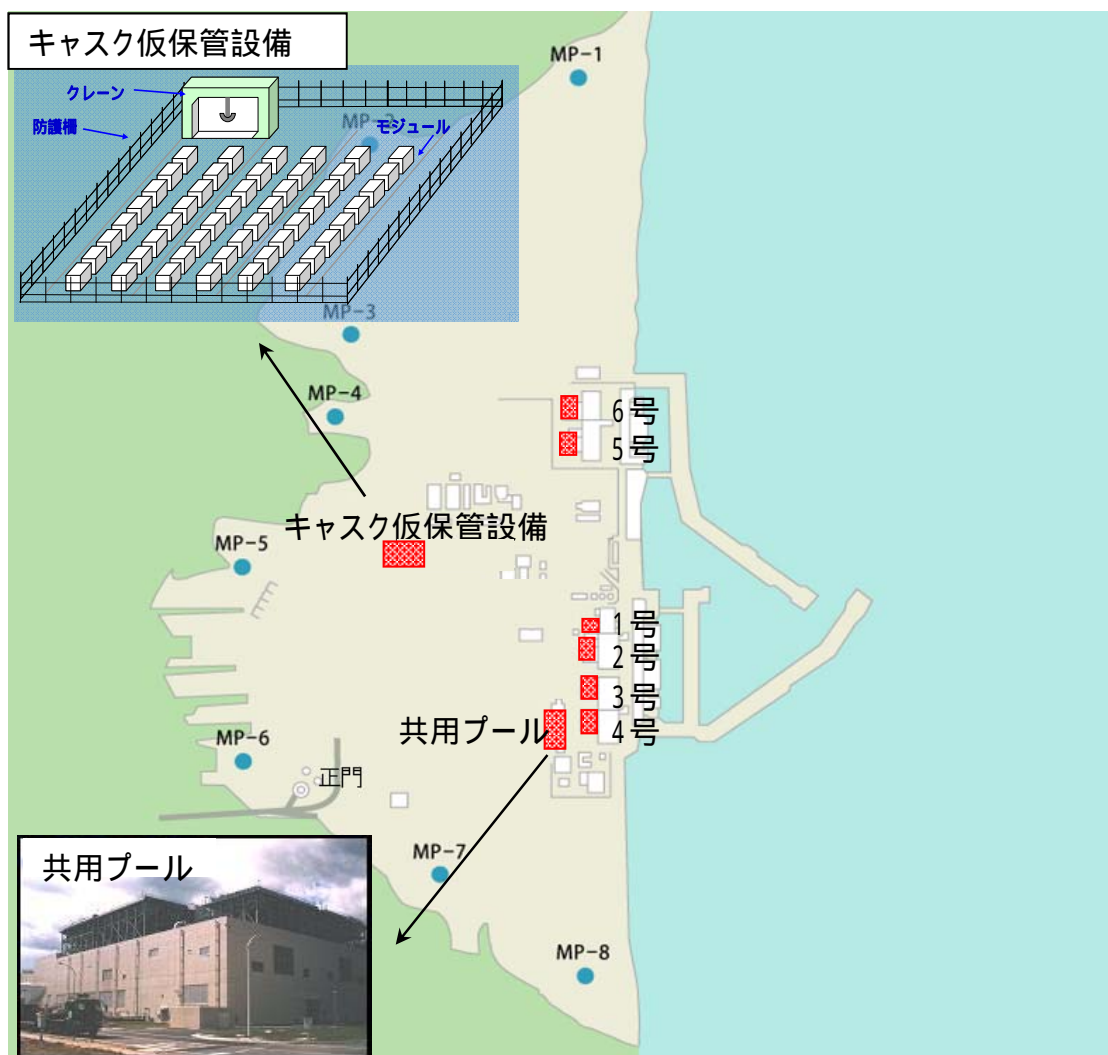 キャスク仮保管設備
クレーン
防護柵
モジュール
MP-1
MP-2
MP-3
MP-4
6号
5号
キャスク仮保管設備
MP-5
1号
2号
3号
4号
共用プール
MP-6
正門
MP-7
共用プール
MP-8